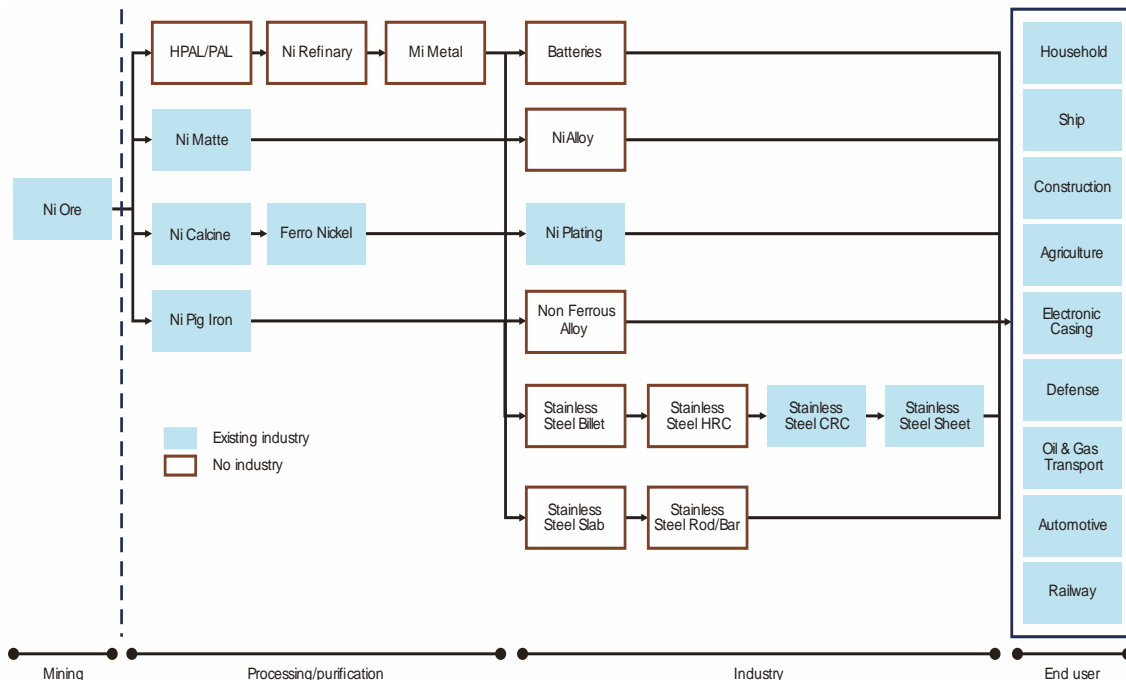 HPAL/PAL
Ni Refinary
Mi Metal
Batteries
Household
Ni Matte
Ni Alloy
Ship
Ni Ore
Construction
Ni Calcine
Ferro Nickel
Ni Plating
Agriculture
Ni Pig Iron
Non Ferrous
Alloy
Electronic
Casing
Stainless
Steel Billet
Stainless
Steel HRC
Stainless
Steel CRC
Stainless
Steel Sheet
Defense
Existing industry
No industry
Oil & Gas
Transport
Stainless
Steel Slab
Stainless
Steel Rod/Bar
Automotive
Railway
Mining
Processing/purification
Industry
End user